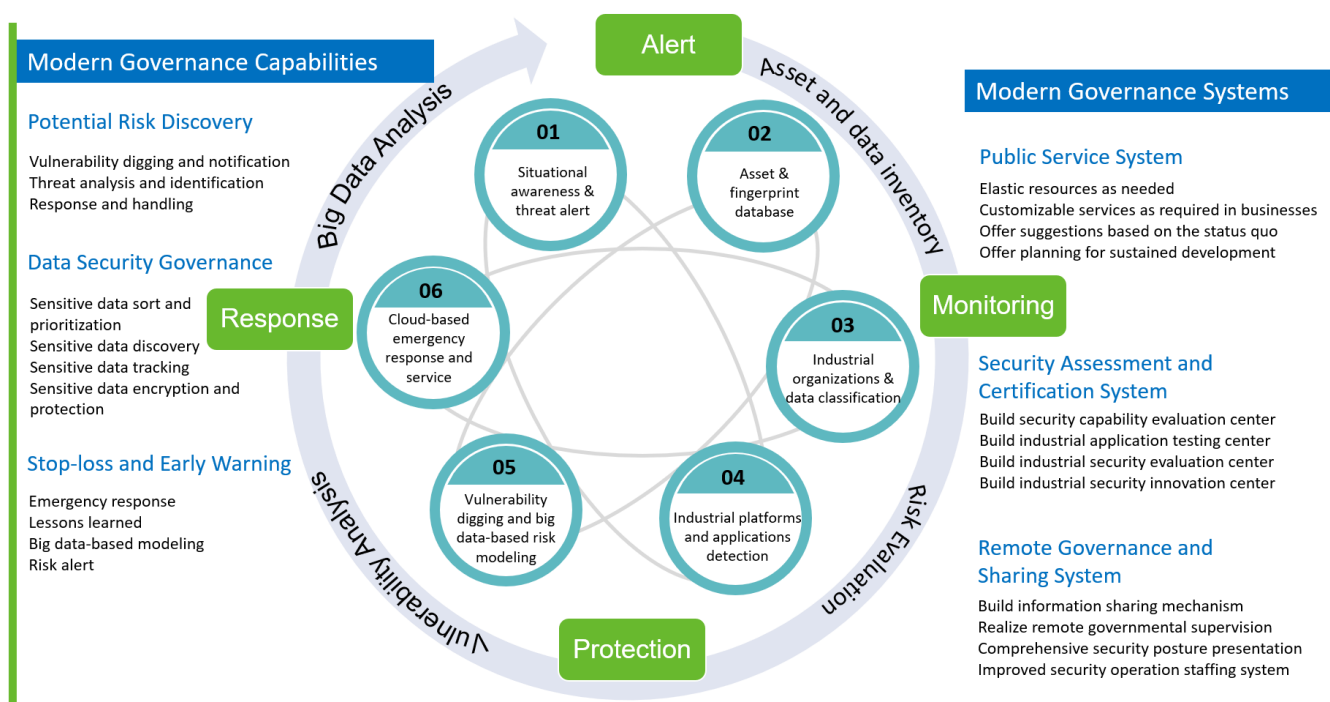 Modern Governance Capabilities
Potential Risk Discovery
Vulnerability digging and notification
Threat analysis and identification
Response and handling
Data Security Governance
Sensitive data sort and
prioritization
Sensitive data discovery
Sensitive data tracking
Sensitive data encryption and
protection
Stop-loss and Early Warning
Emergency response
Lessons learned
Big data-based modeling
Risk alert
Alert
Asset and data inventory
Monitoring
Risk Evaluation
Protection
Vulnerability Analysis
Response
Big Data Analysis
01
Situational
awareness &
threat alert
02
Asset &
fingerprint
database
03
Industrial
organizations &
data classification
04
Industrial platforms
and applications
detection
05
Vulnerability
digging and big
data-based risk
modeling
06
Cloud-based
emergency
response and
service
Modern Governance Systems
Public Service System
Elastic resources as needed
Customizable services as required in businesses
Offer suggestions based on the status quo
Offer planning for sustained development
Security Assessment and
Certification System
Build security capability evaluation center
Build industrial application testing center
Build industrial security evaluation center
Build industrial security innovation center
Remote Governance and
Sharing System
Build information sharing mechanism
Realize remote governmental supervision
Comprehensive security posture presentation
Improved security operation staffing system